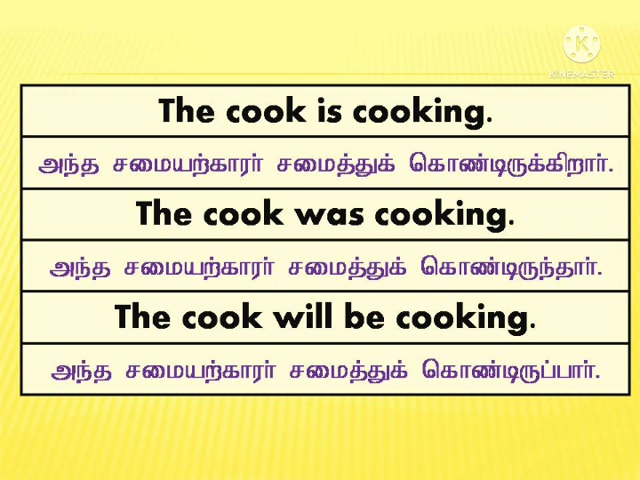 K
KINEMASTER
The cook is cooking.
அந்த சமையற்காரர் சமைத்துக் கொண்டிருக்கிறார்.
The cook was cooking.
அந்த சமையற்காரர் சமைத்துக் கொண்டிருந்தார்.
The cook will be cooking.
அந்த சமையற்காரர் சமைத்துக் கொண்டிருப்பார்.